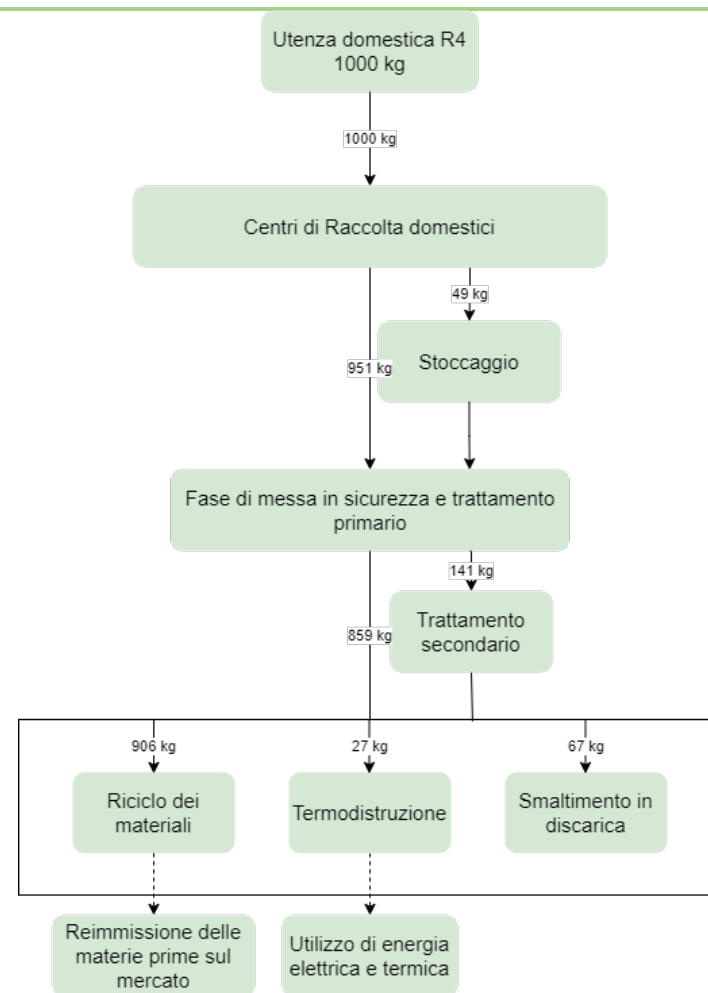 Utenza domestica R4
1000 kg
1000 kg
Centri di Raccolta domestici
49 kg
951 kg
Stoccaggio
Fase di messa in sicurezza e trattamento
primario
141 kg
859 kg
Trattamento
secondario
906 kg
27 kg
67 kg
Riciclo dei
materiali
Termodistruzione
Smaltimento in
discarica
Reimmissione delle
materie prime sul
mercato
Utilizzo di energia
elettrica e termica